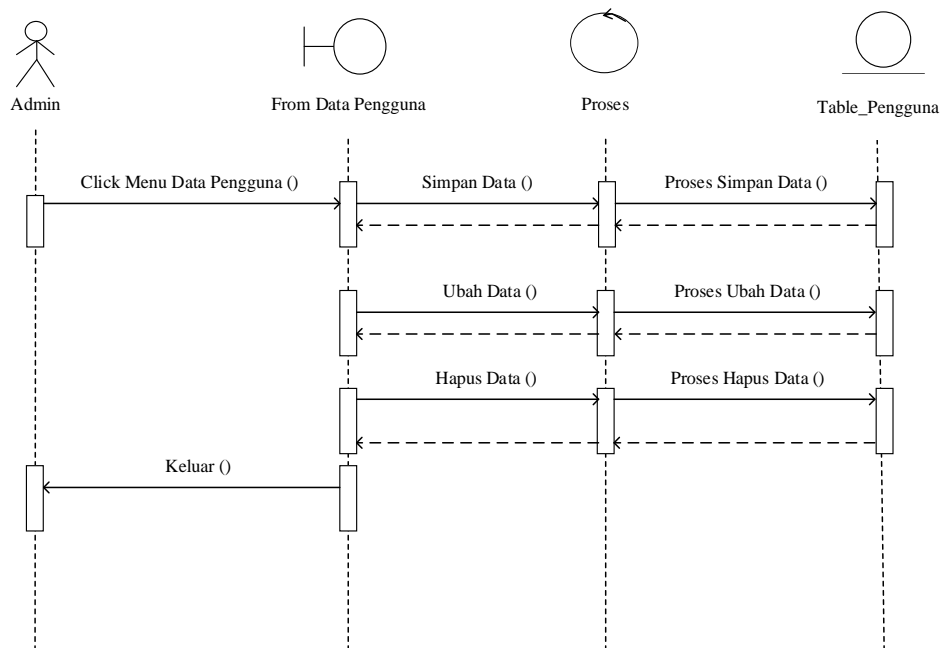 Admin
From Data Pengguna
Proses
Table_Pengguna
Click Menu Data Pengguna ()
Simpan Data ()
Proses Simpan Data ()
Ubah Data ()
Proses Ubah Data ()
Hapus Data ()
Proses Hapus Data ()
Keluar ()